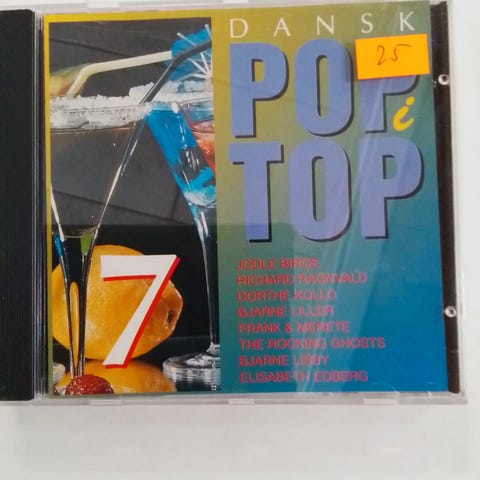 DANSK
POP
25
i
TOP
7
JODLE BIRGE
RICHARD RAGNVALD
DORTHE KOLLO
BJARNE LILLER
FRANK & MERETE
THE ROCKING GHOSTS
BJARNE LISBY
ELISABETH EDBERG